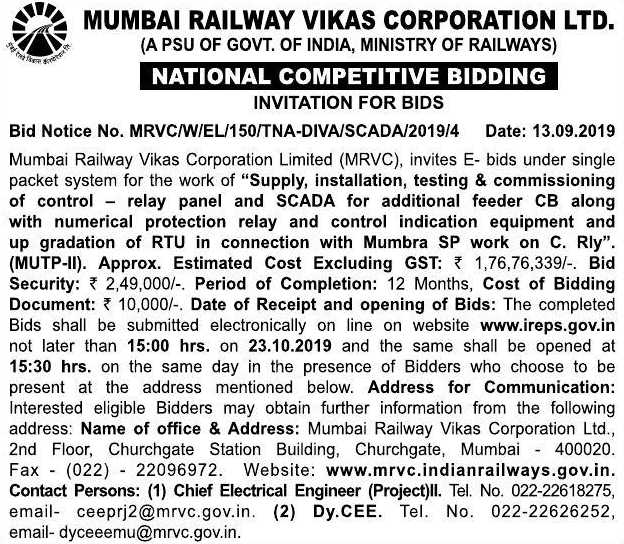 MUMBAI RAILWAY VIKAS CORPORATION LTD.
(A PSU OF GOVT. OF INDIA, MINISTRY OF RAILWAYS)
NATIONAL COMPETITIVE BIDDING
INVITATION FOR BIDS
Bid Notice No. MRVC/W/EL/150/TNA-DIVA/SCADA/2019/4 Date: 13.09.2019
Mumbai Railway Vikas Corporation Limited (MRVC), invites E- bids under single
packet system for the work of “Supply, installation, testing & commissioning
of control – relay panel and SCADA for additional feeder CB along
with numerical protection relay and control indication equipment and
up gradation of RTU in connection with Mumbra SP work on C. Rly”.
(MUTP-II). Approx. Estimated Cost Excluding GST: ₹ 1,76,76,339/-. Bid
Security: ₹ 2,49,000/-. Period of Completion: 12 Months, Cost of Bidding
Document: ₹ 10,000/-. Date of Receipt and opening of Bids: The completed
Bids shall be submitted electronically on line on website www.ireps.gov.in
not later than 15:00 hrs. on 23.10.2019 and the same shall be opened at
15:30 hrs. on the same day in the presence of Bidders who choose to be
present at the address mentioned below. Address for Communication:
Interested eligible Bidders may obtain further information from the following
address: Name of office & Address: Mumbai Railway Vikas Corporation Ltd.,
2nd Floor, Churchgate Station Building, Churchgate, Mumbai - 400020.
Fax - (022) - 22096972. Website: www.mrvc.indianrailways.gov.in.
Contact Persons: (1) Chief Electrical Engineer (Project)II. Tel. No. 022-22618275,
email- ceeprj2@mrvc.gov.in. (2) Dy.CEE. Tel. No. 022-22626252,
email- dyceeemu@mrvc.gov.in.